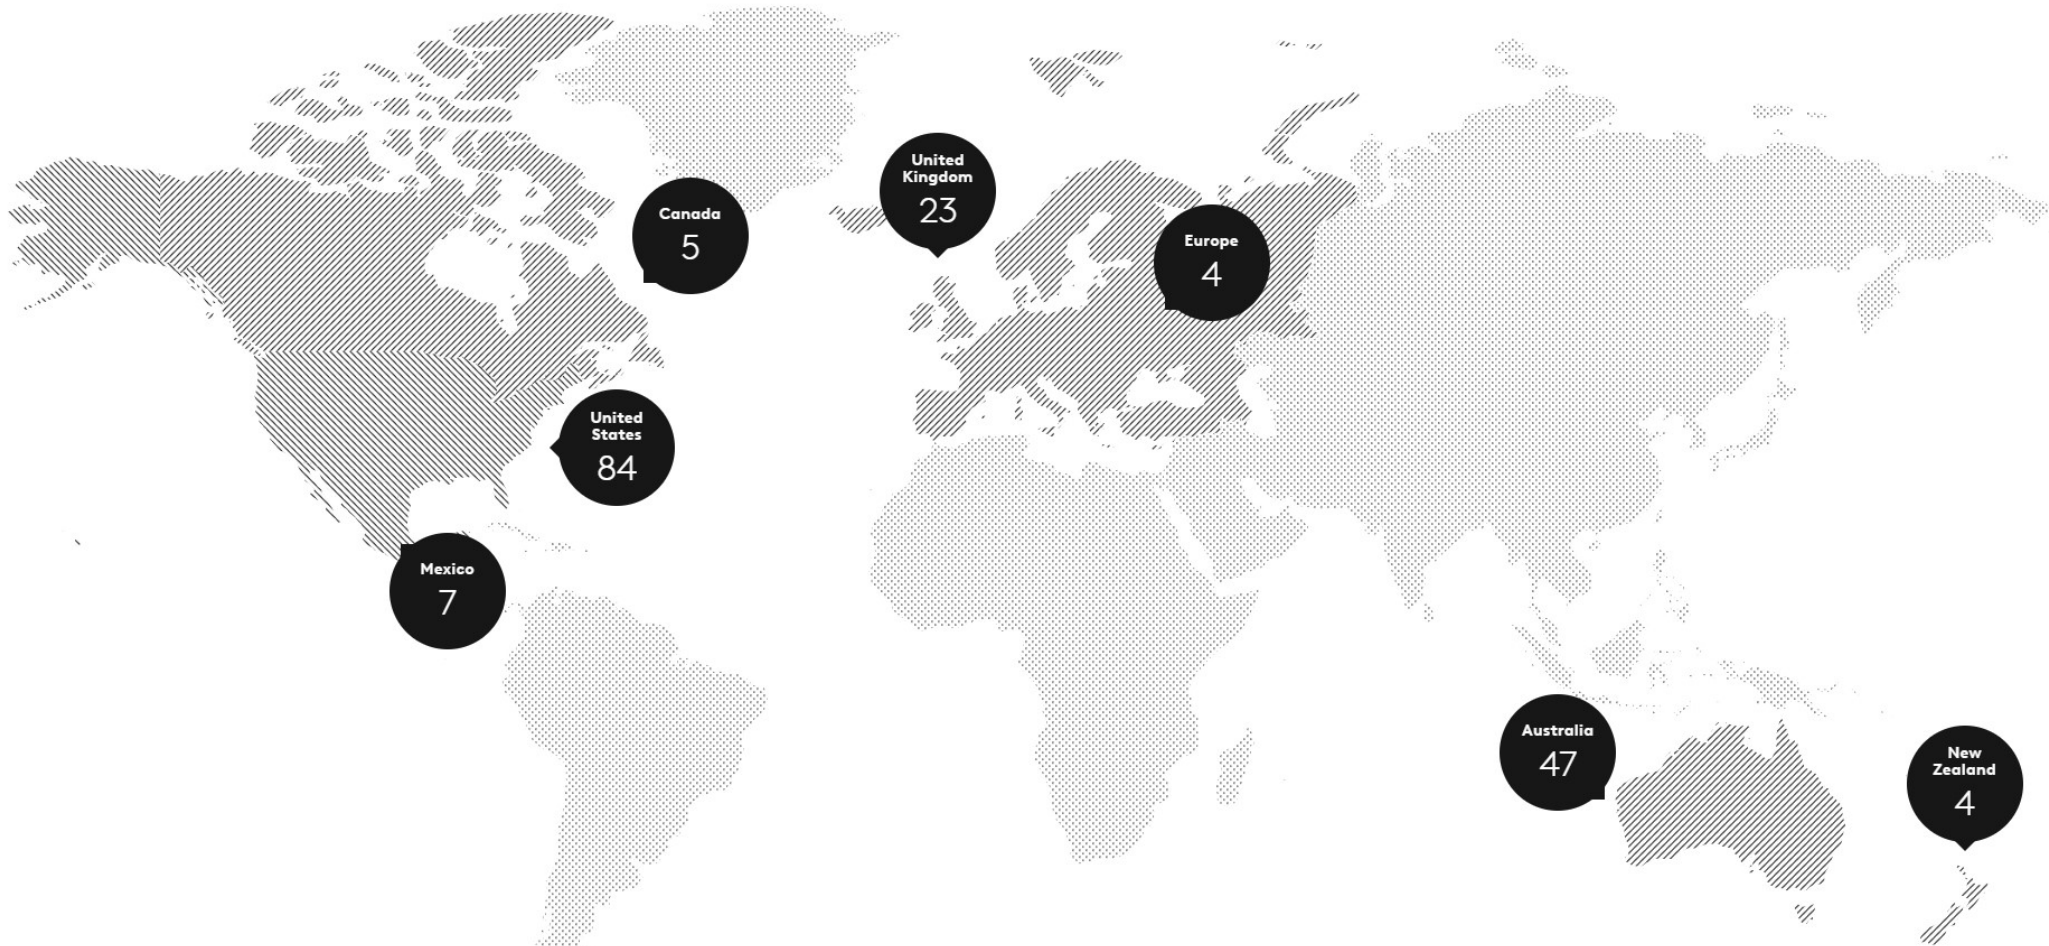 United
Kingdom
23
Canada
5
Europe
4
United
States
84
Mexico
7
Australia
47
New
Zealand
4